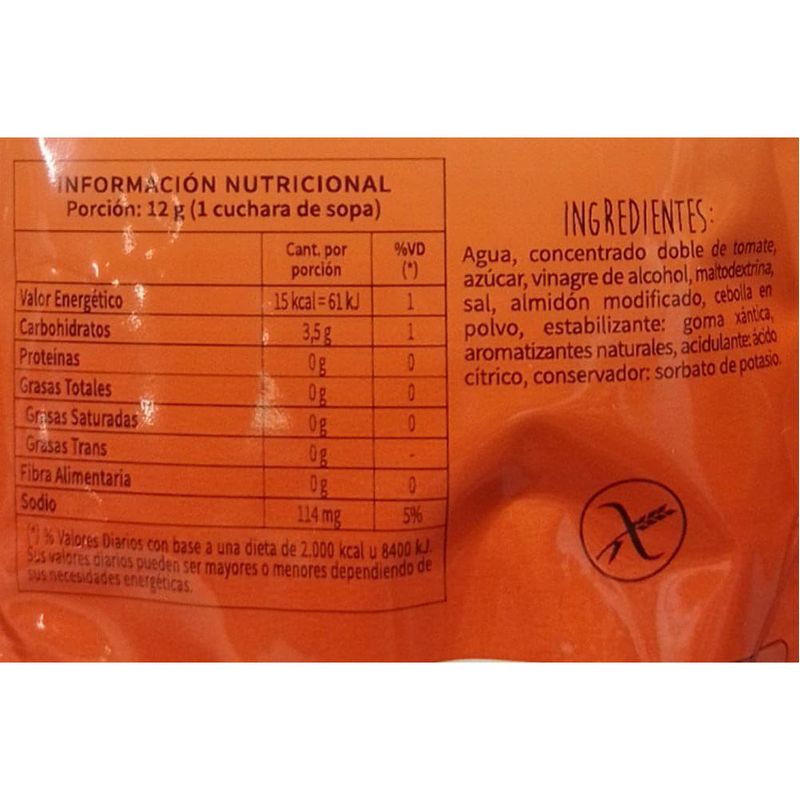 INFORMACIÓN NUTRICIONAL
Porción: 12 g (1 cuchara de sopa)
Cant. por porción %VD (*)
Valor Energético 15 kcal=61 kJ 1
Carbohidratos 3,5 g 1
Proteínas 0 g 0
Grasas Totales 0 g 0
Grasas Saturadas 0 g 0
Grasas Trans 0 g -
Fibra Alimentaria 0 g 0
Sodio 114 mg 5%
(*) % Valores Diarios con base a una dieta de 2.000 kcal u 8400 kJ.
Sus valores diarios pueden ser mayores o menores dependiendo de
sus necesidades energéticas.
INGREDIENTES:
Agua, concentrado doble de tomate,
azúcar, vinagre de alcohol, maltodextrina,
sal, almidón modificado, cebolla en
polvo, estabilizante: goma xántica,
aromatizantes naturales, acidulante: ácido
cítrico, conservador: sorbato de potasio.